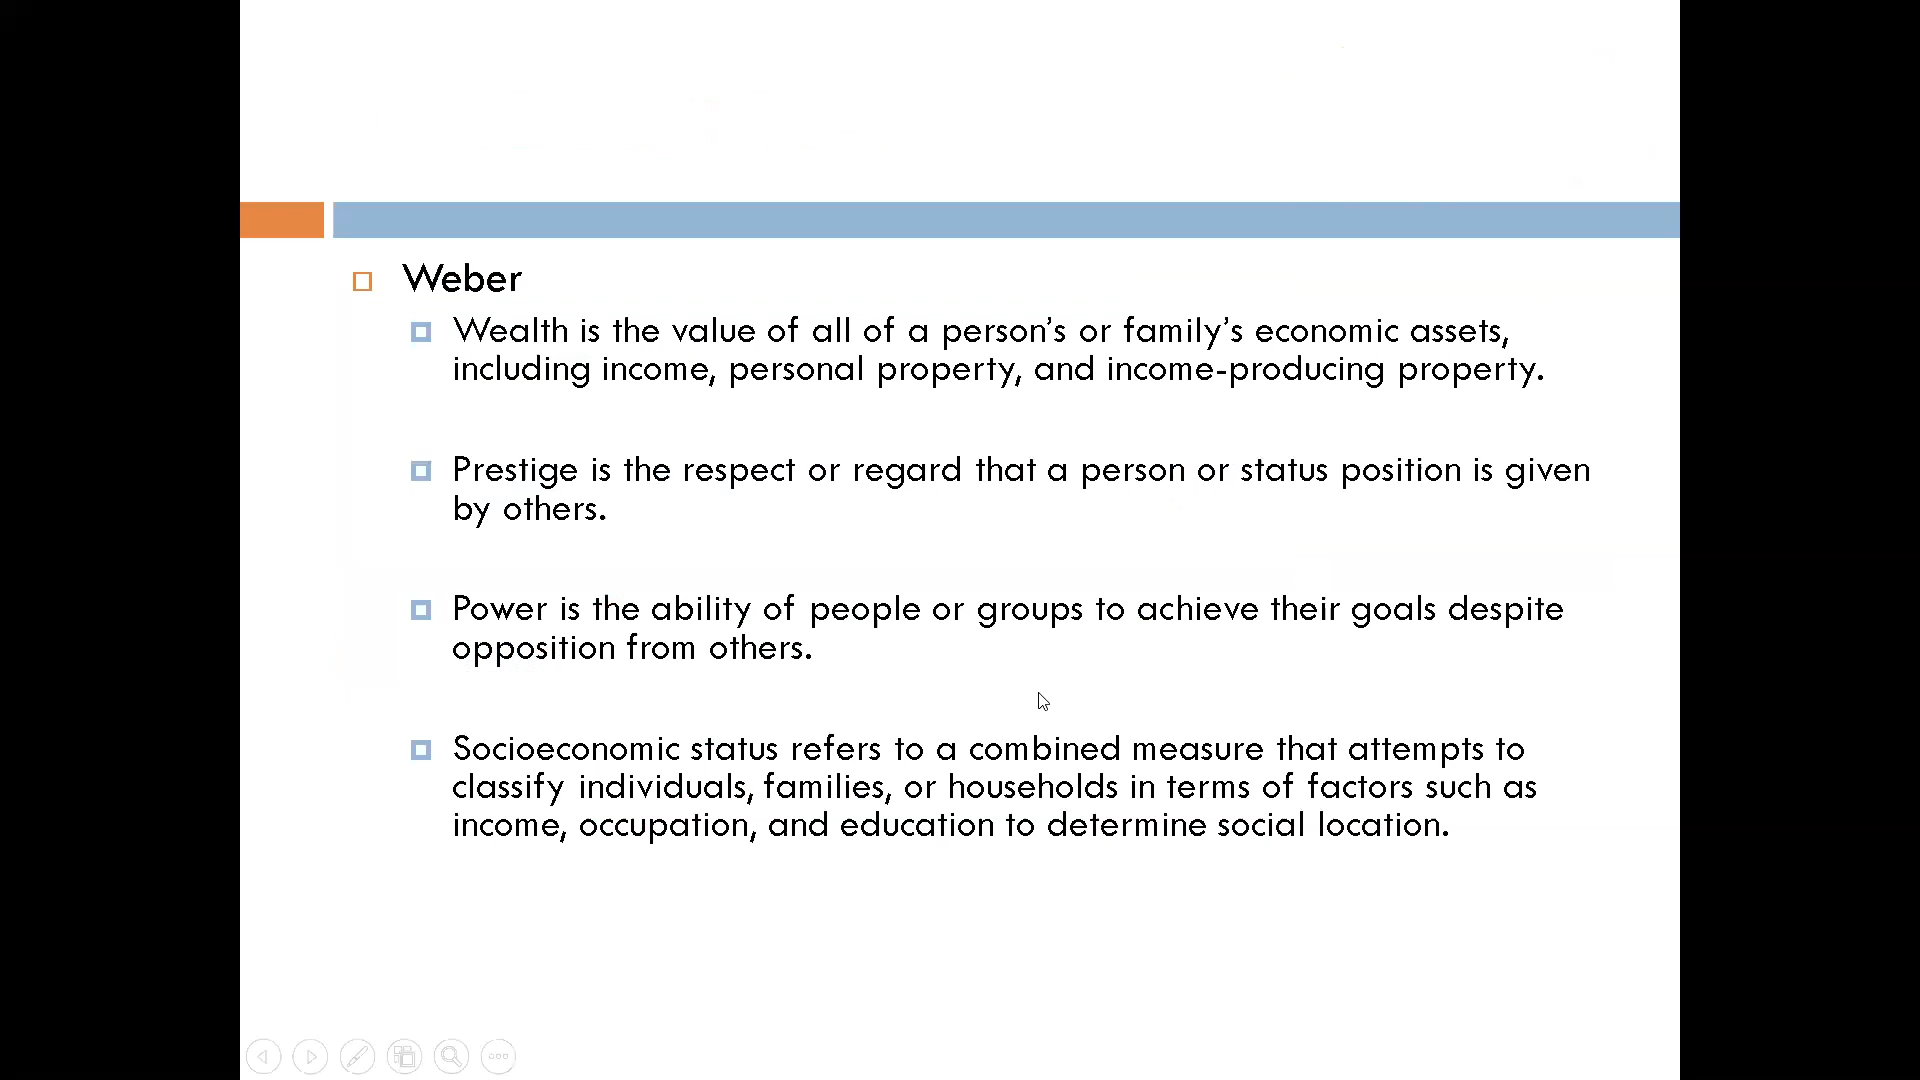 Weber
Wealth is the value of all of a person’s or family’s economic assets,
including income, personal property, and income-producing property.
Prestige is the respect or regard that a person or status position is given
by others.
Power is the ability of people or groups to achieve their goals despite
opposition from others.
Socioeconomic status refers to a combined measure that attempts to
classify individuals, families, or households in terms of factors such as
income, occupation, and education to determine social location.